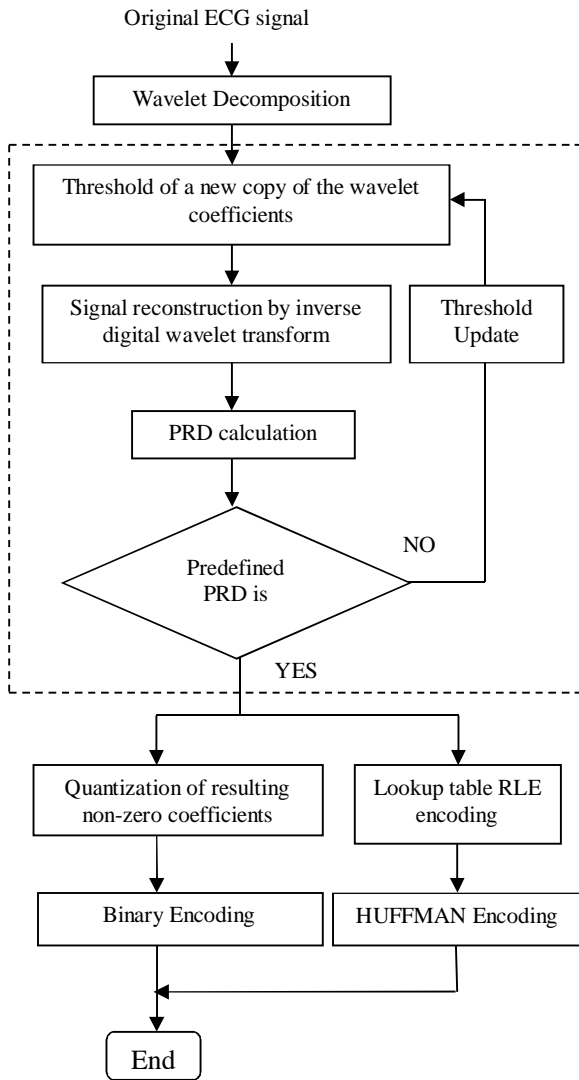 Original ECG signal
Wavelet Decomposition
Threshold of a new copy of the wavelet
coefficients
Signal reconstruction by inverse
digital wavelet transform
Threshold
Update
PRD calculation
NO
Predefined
PRD is
YES
Quantization of resulting
non-zero coefficients
Lookup table RLE
encoding
Binary Encoding
HUFFMAN Encoding
End